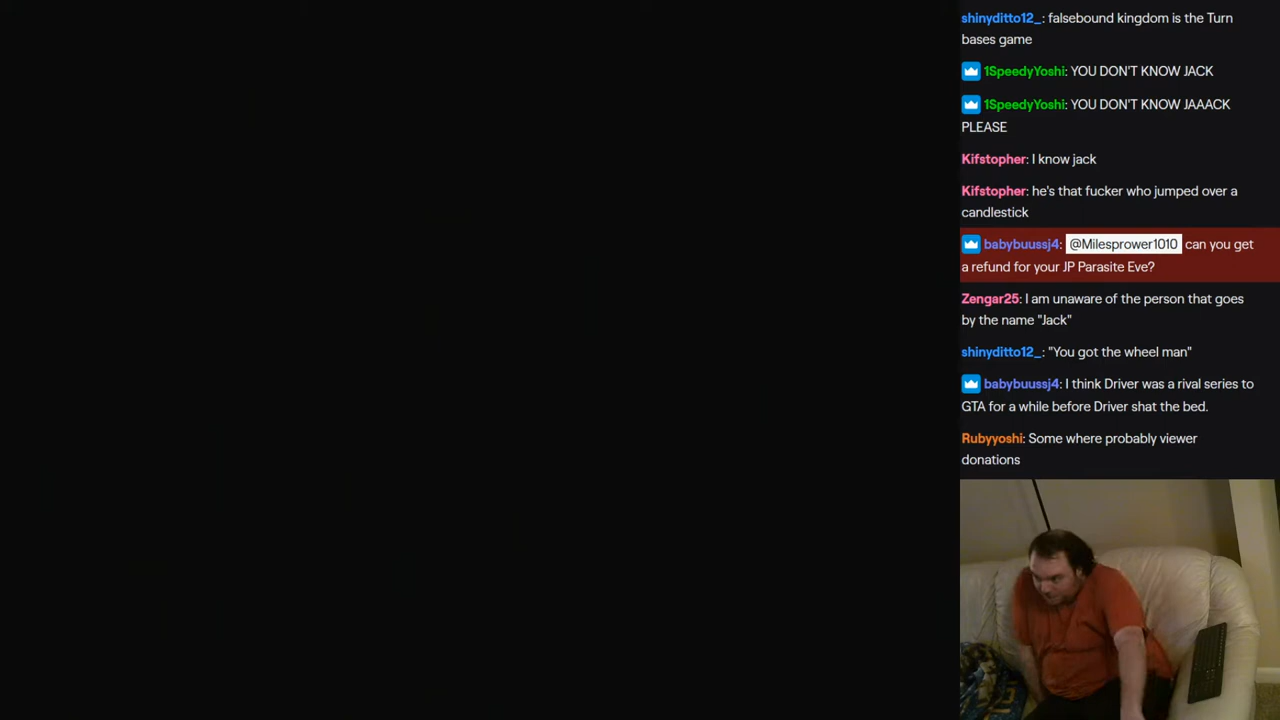 shinyditto12_: falsebound kingdom is the Turn
bases game
1SpeedyYoshi: YOU DON'T KNOW JACK
1SpeedyYoshi: YOU DON'T KNOW JAAACK
PLEASE
Kifstopher: I know jack
Kifstopher: he's that fucker who jumped over a
candlestick
babybuussj4: @Milesprower1010 can you get
a refund for your JP Parasite Eve?
Zengar25: I am unaware of the person that goes
by the name "Jack"
shinyditto12_: "You got the wheel man"
babybuussj4: I think Driver was a rival series to
GTA for a while before Driver shat the bed.
Rubyyoshi: Some where probably viewer
donations